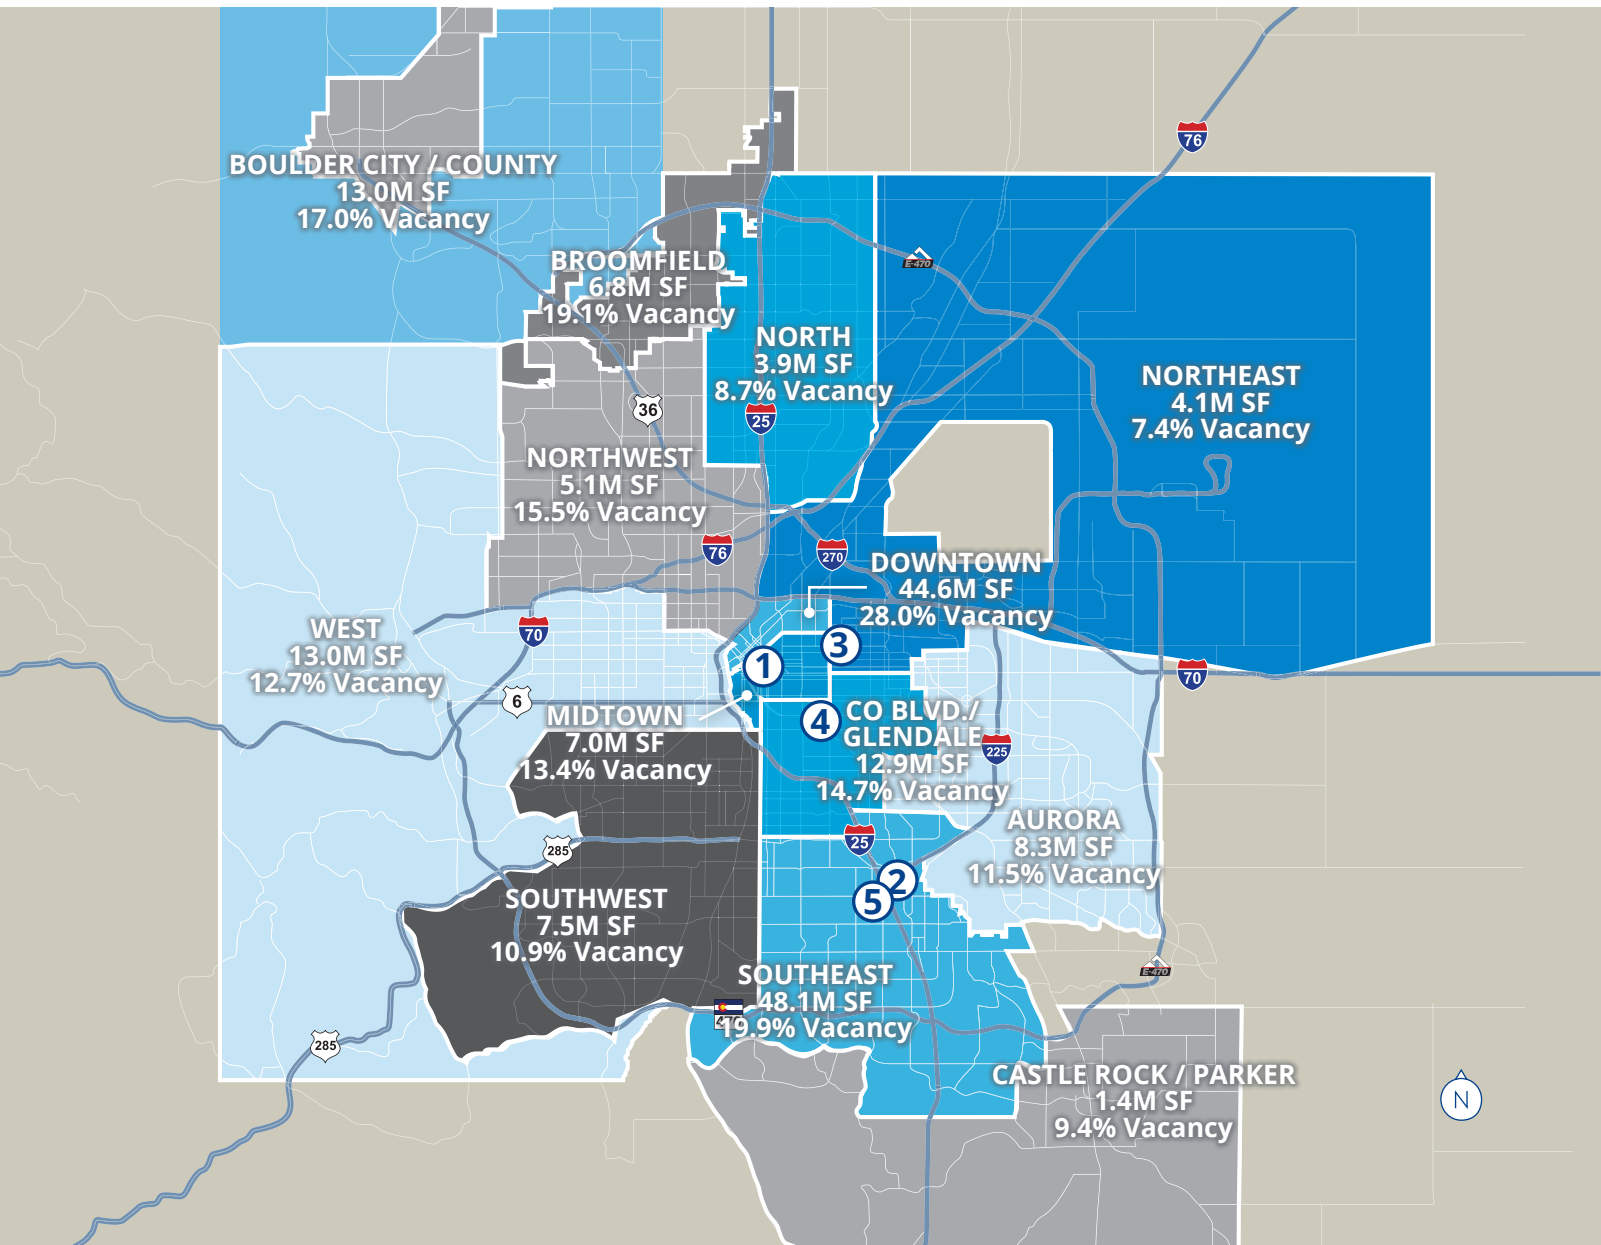 76
BOULDER CITY / COUNTY
13.0M SF
17.0% Vacancy
BROOMFIELD
6.8M SF
19.1% Vacancy
E-470
NORTH
3.9M SF
8.7% Vacancy
25
NORTHEAST
4.1M SF
7.4% Vacancy
36
NORTHWEST
5.1M SF
15.5% Vacancy
76
270
DOWNTOWN
44.6M SF
28.0% Vacancy
WEST
13.0M SF
12.7% Vacancy
70
3
1
70
6
MIDTOWN
7.0M SF
13.4% Vacancy
4
CO BLVD./
GLENDALE
12.9M SF
14.7% Vacancy
225
AURORA
8.3M SF
11.5% Vacancy
25
285
2
5
SOUTHWEST
7.5M SF
10.9% Vacancy
E-470
SOUTHEAST
48.1M SF
19.9% Vacancy
470
285
CASTLE ROCK / PARKER
1.4M SF
9.4% Vacancy
N